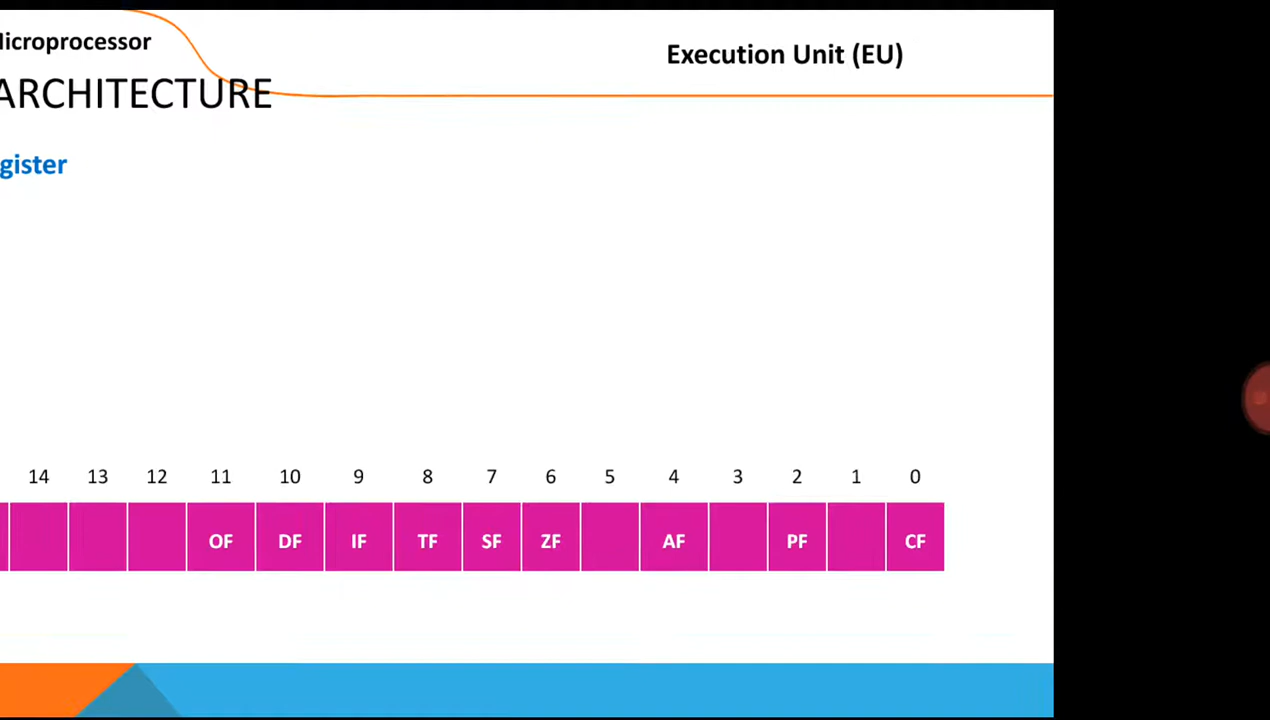 Microprocessor
Execution Unit (EU)
ARCHITECTURE
gister
14 13 12 11 10 9 8 7 6 5 4 3 2 1 0
OF DF IF TF SF ZF AF PF CF